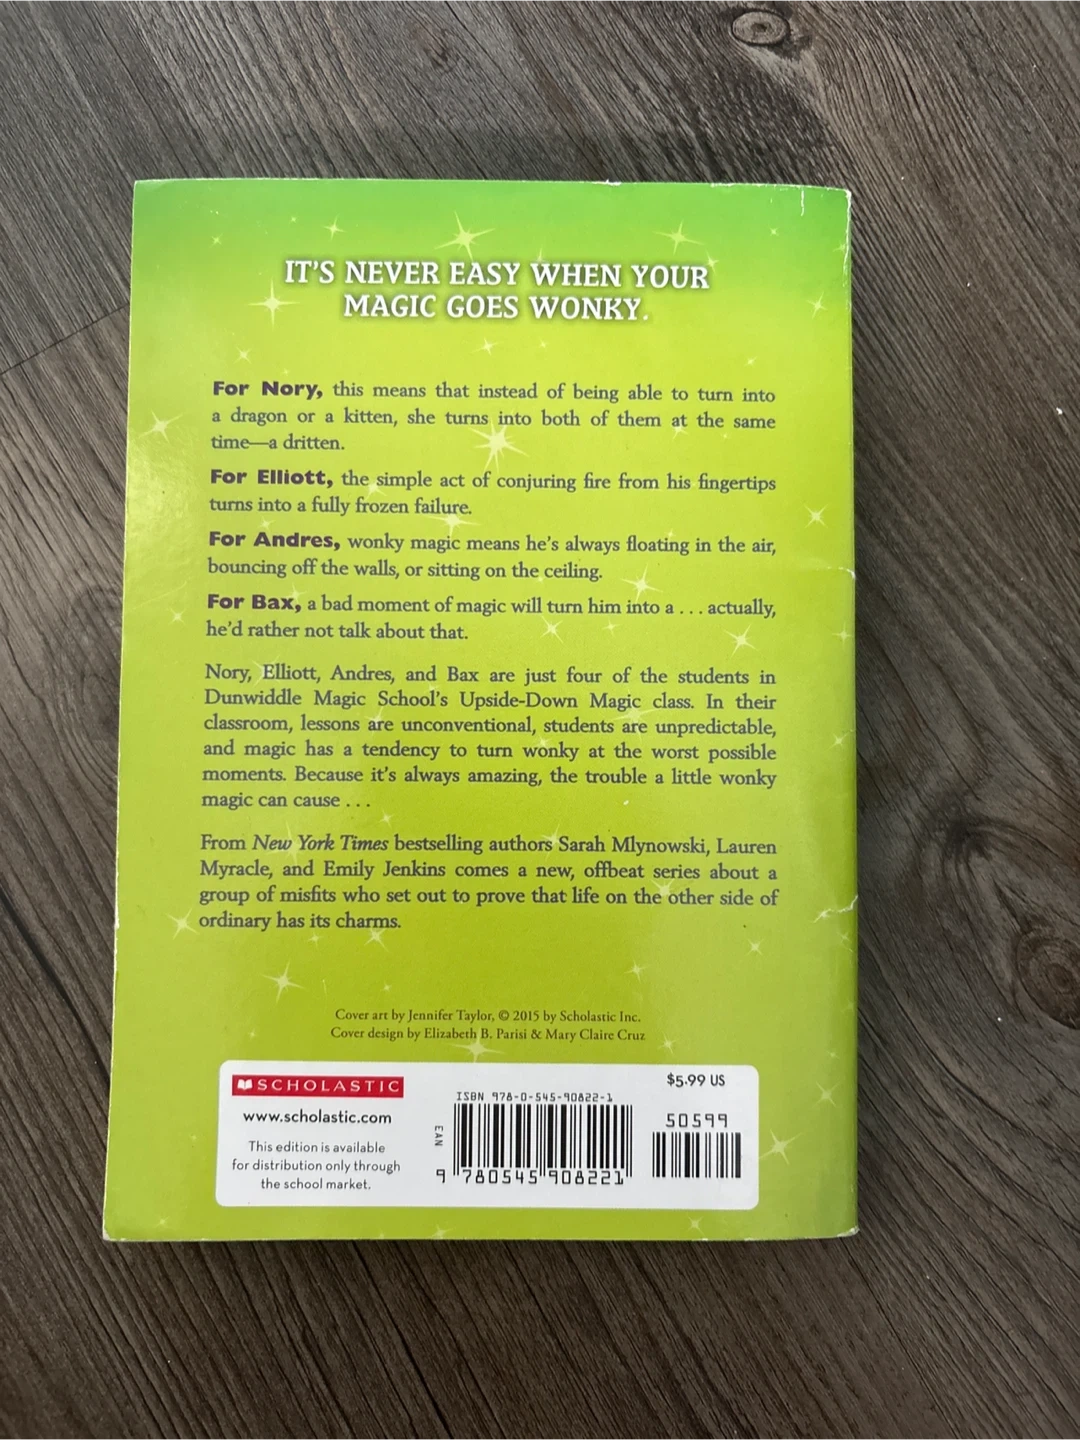 IT'S NEVER EASY WHEN YOUR
MAGIC GOES WONKY.
For Nory, this means that instead of being able to turn into
a dragon or a kitten, she turns into both of them at the same
time—a dritten.
For Elliott, the simple act of conjuring fire from his fingertips
turns into a fully frozen failure.
For Andres, wonky magic means he's always floating in the air,
bouncing off the walls, or sitting on the ceiling.
For Bax, a bad moment of magic will turn him into a . . . actually,
he'd rather not talk about that.
Nory, Elliott, Andres, and Bax are just four of the students in
Dunwiddle Magic School's Upside-Down Magic class. In their
classroom, lessons are unconventional, students are unpredictable,
and magic has a tendency to turn wonky at the worst possible
moments. Because it's always amazing, the trouble a little wonky
magic can cause . . .
From New York Times bestselling authors Sarah Mlynowski, Lauren
Myracle, and Emily Jenkins comes a new, offbeat series about a
group of misfits who set out to prove that life on the other side of
ordinary has its charms.
Cover art by Jennifer Taylor, © 2015 by Scholastic Inc.
Cover design by Elizabeth B. Parisi & Mary Claire Cruz
SCHOLASTIC
www.scholastic.com
This edition is available
for distribution only through
the school market.
$5.99 US
ISBN 978-0-545-90822-1
50599
EAN
9 780545 908221